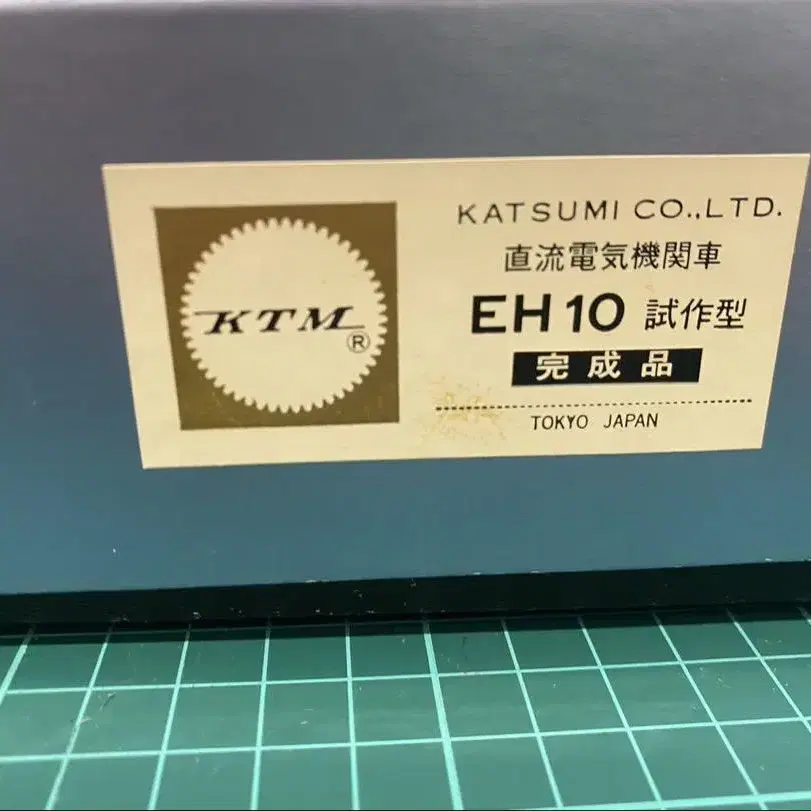 KTM
®
KATSUMI CO.,LTD.
直流電気機関車
EH10 試作型
完成品
TOKYO JAPAN